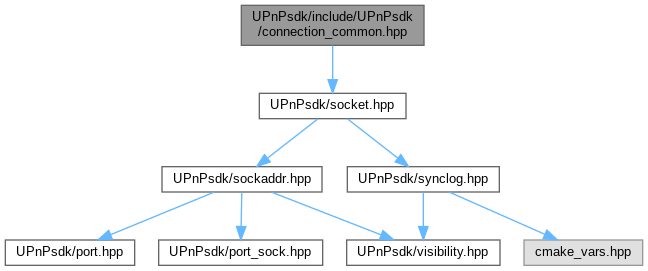 UPnPsdk/include/UPnPsdk
/connection_common.hpp
UPnPsdk/socket.hpp
UPnPsdk/sockaddr.hpp
UPnPsdk/synclog.hpp
UPnPsdk/port.hpp
UPnPsdk/port_sock.hpp
UPnPsdk/visibility.hpp
cmake_vars.hpp